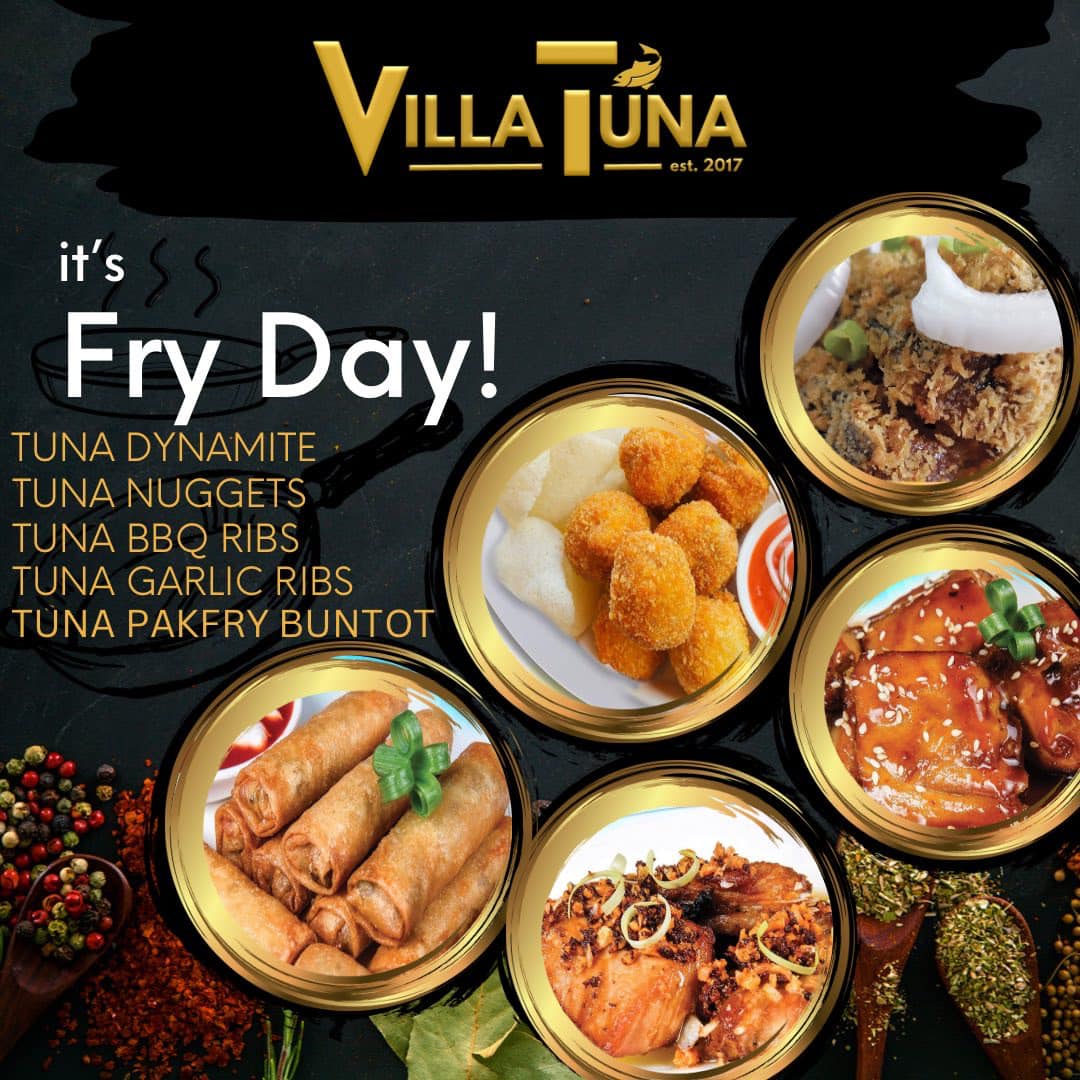 VILLA TUNA
est. 2017
it's
Fry Day!
TUNA DYNAMITE
TUNA NUGGETS
TUNA BBQ RIBS
TUNA GARLIC RIBS
TUNA PAKFRY BUNTOT